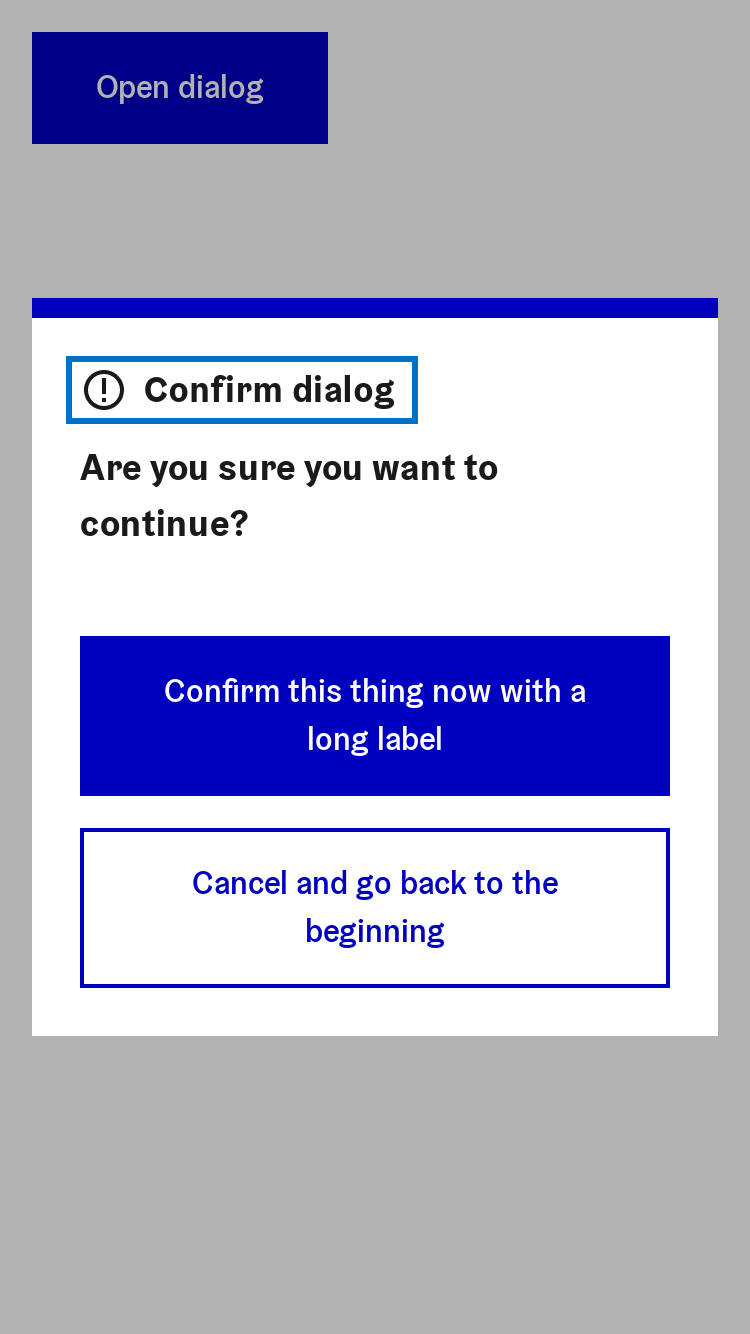 Open dialog
Confirm dialog
Are you sure you want to
continue?
Confirm this thing now with a
long label
Cancel and go back to the
beginning